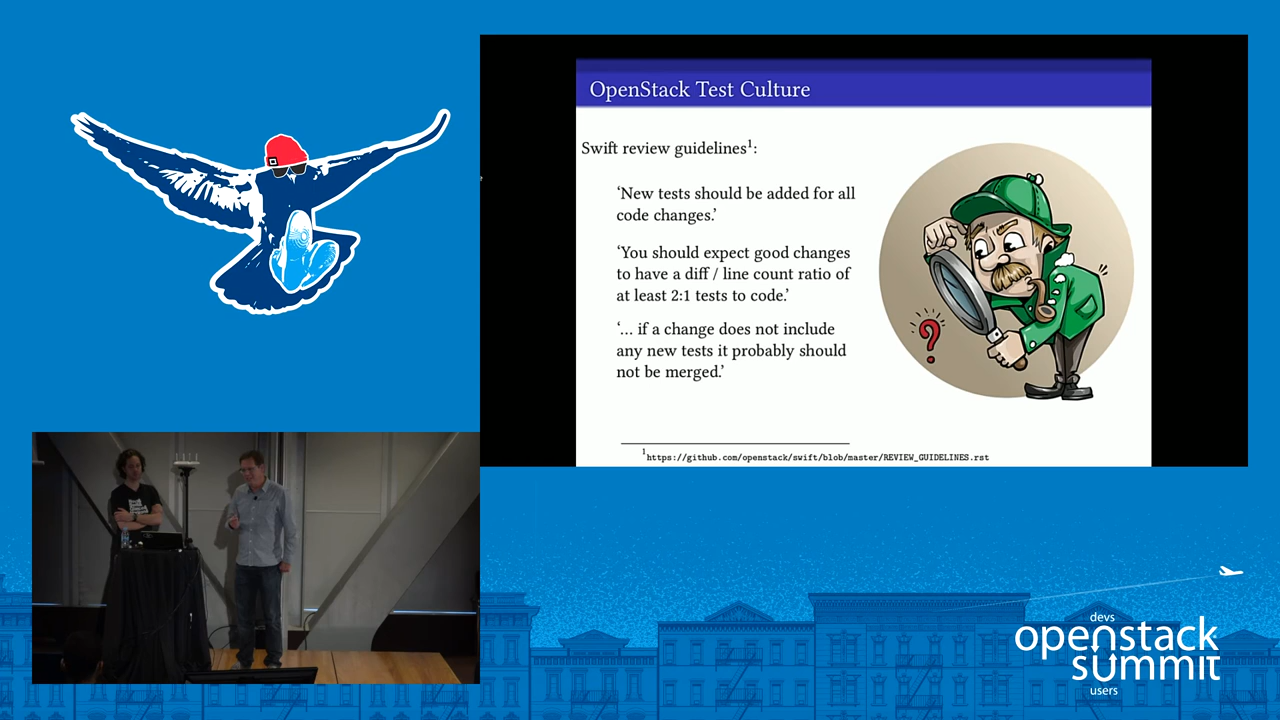 OpenStack Test Culture
Swift review guidelines1:
‘New tests should be added for all
code changes.’
‘You should expect good changes
to have a diff / line count ratio of
at least 2:1 tests to code.’
‘... if a change does not include
any new tests it probably should
not be merged.’
1https://github.com/openstack/swift/blob/master/REVIEW_GUIDELINES.rst
devs
openstack
summit
users